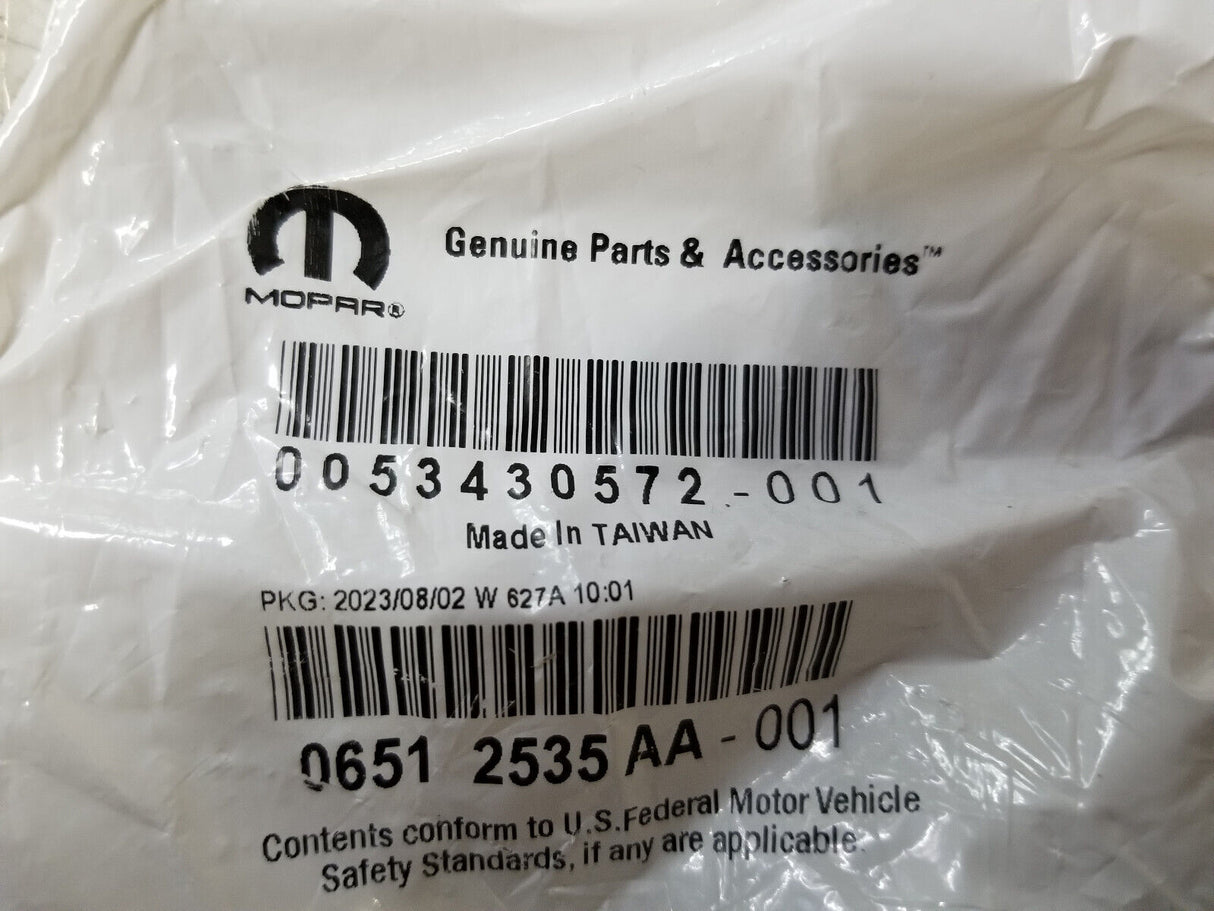 Genuine Parts & Accessories™
MOPAR®
0053430572-001
Made In TAIWAN
PKG: 2023/08/02 W 627A 10:01
0651 2535 AA - 001
Contents conform to U.S.Federal Motor Vehicle
Safety Standards, if any are applicable.